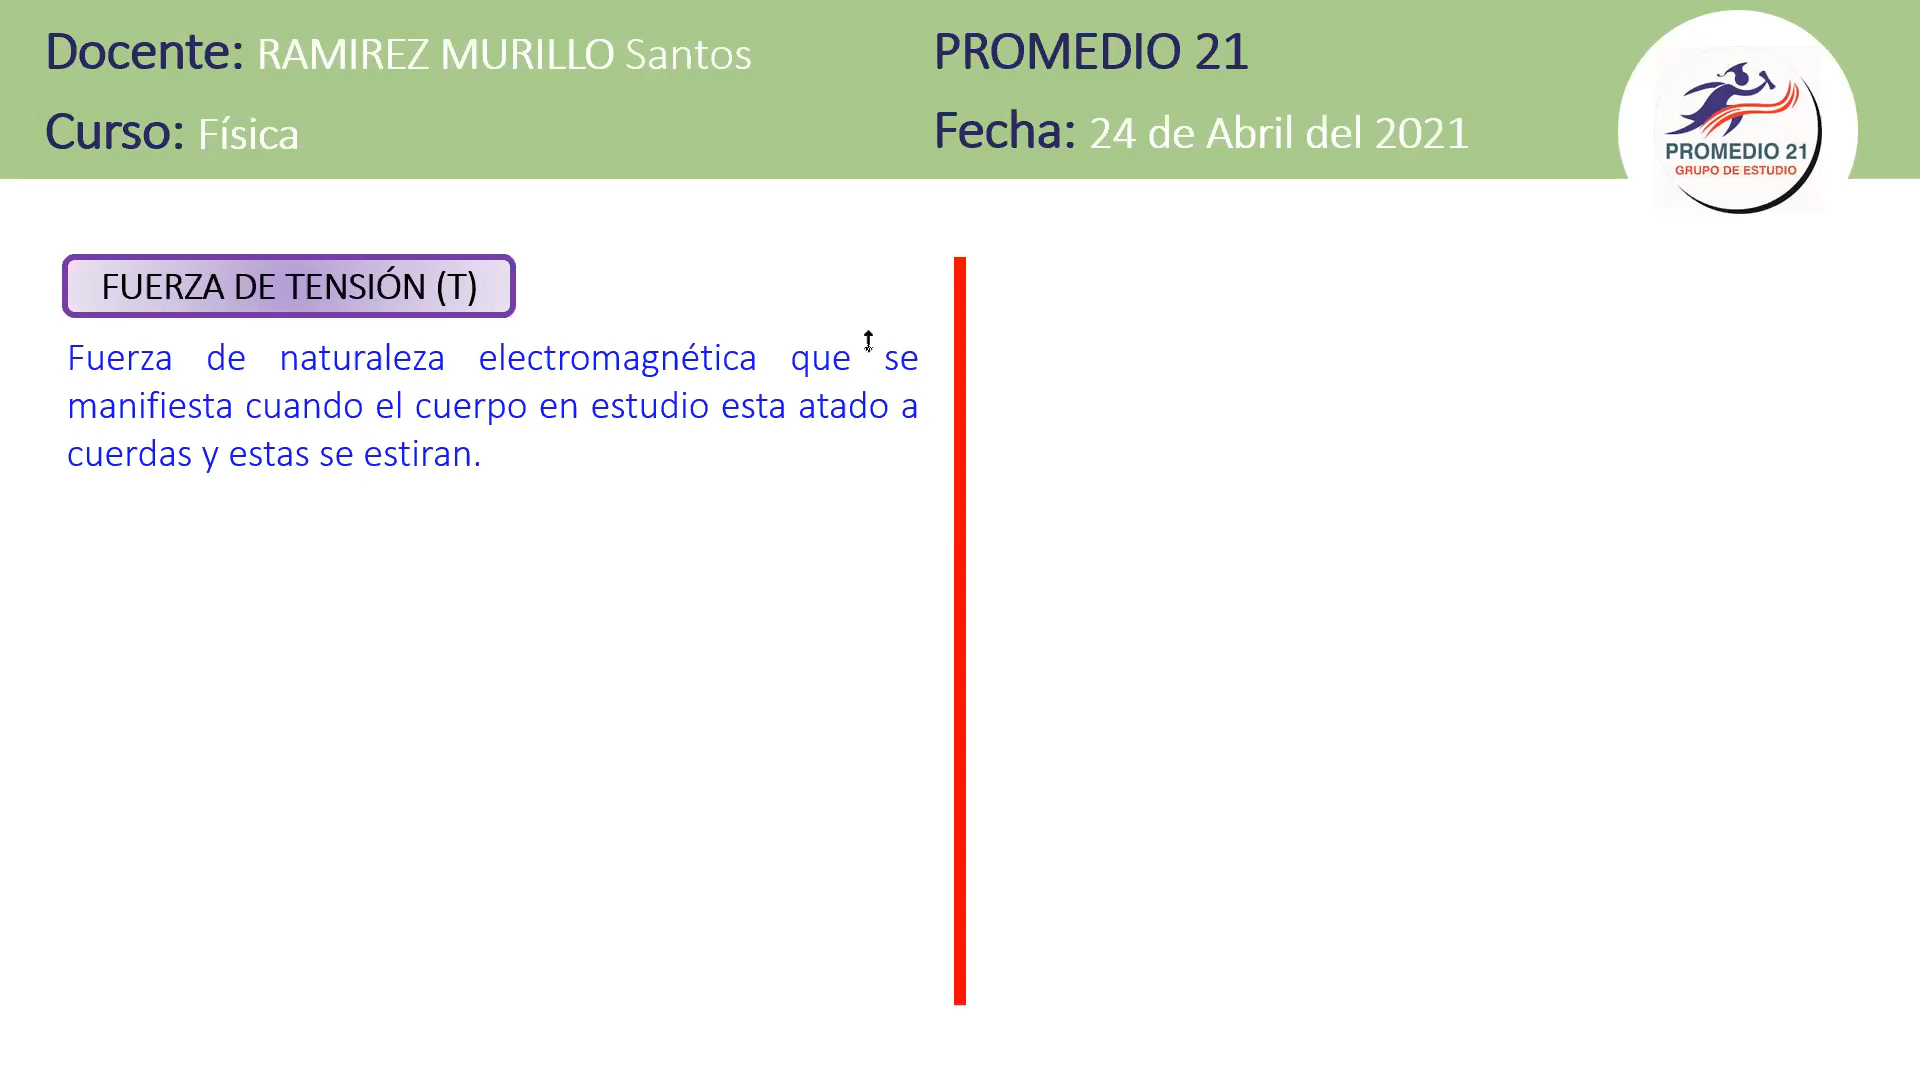 Docente: RAMIREZ MURILLO Santos
Curso: Física
PROMEDIO 21
Fecha: 24 de Abril del 2021
PROMEDIO 21
GRUPO DE ESTUDIO
FUERZA DE TENSIÓN (T)
Fuerza de naturaleza electromagnética que se
manifiesta cuando el cuerpo en estudio esta atado a
cuerdas y estas se estiran.